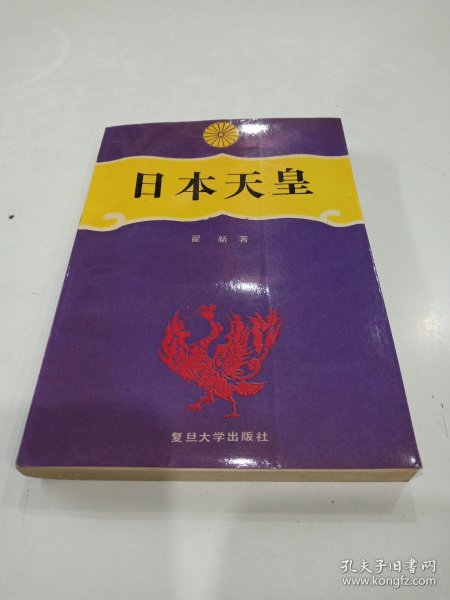 日本天皇
翟 新 著
复旦大学出版社
孔夫子旧书网
www.kongfz.com